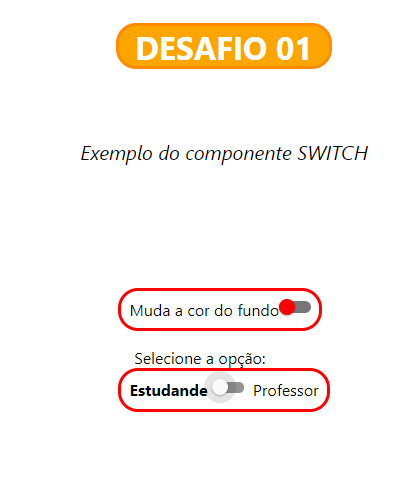 DESAFIO 01
Exemplo do componente SWITCH
Muda a cor do fundo
Selecione a opção:
Estudande Professor